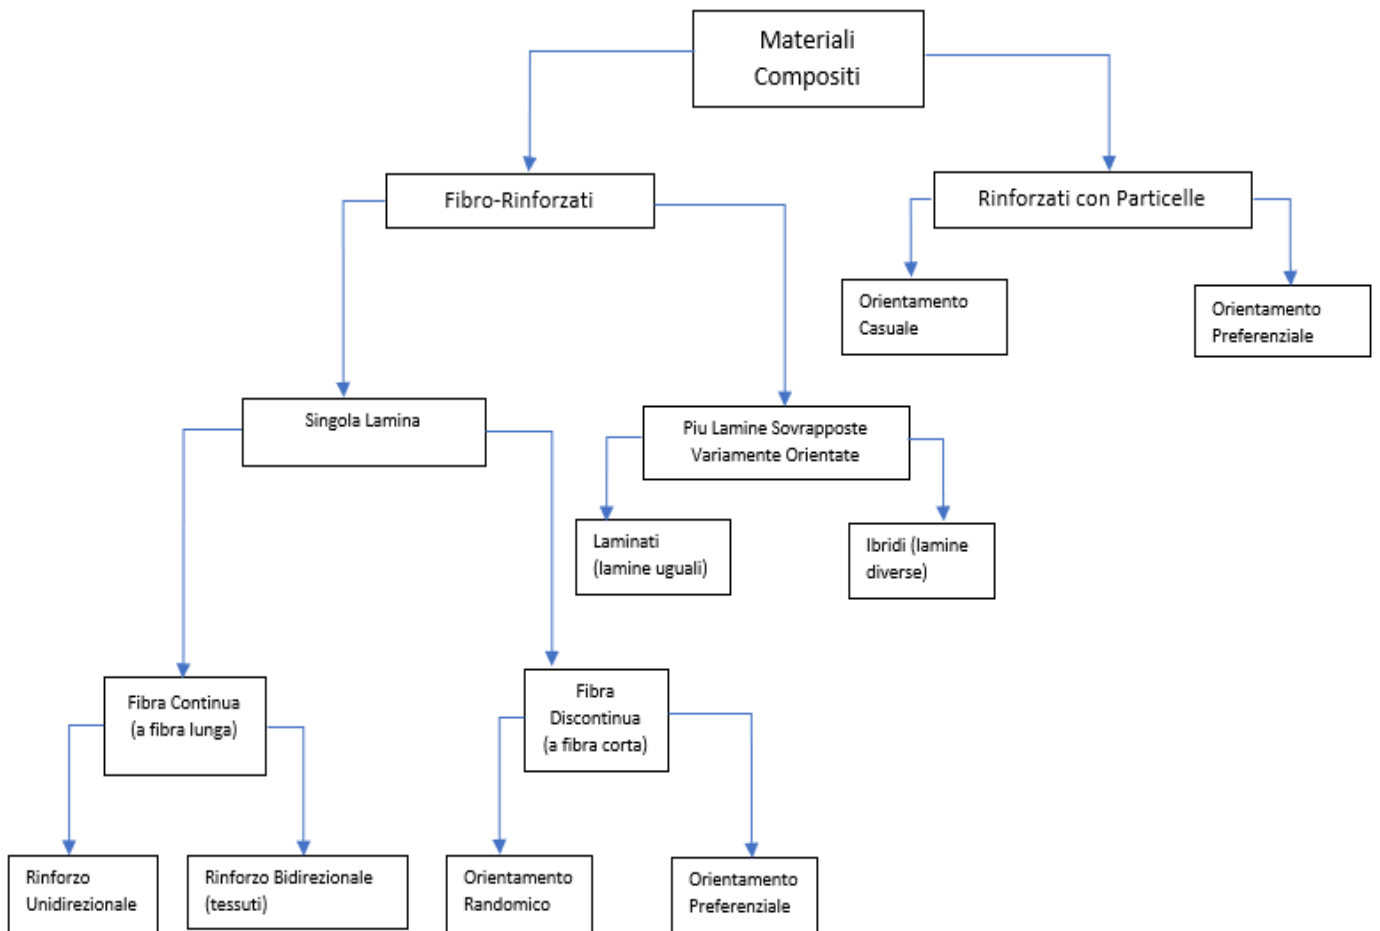 Materiali
Compositi
Fibro-Rinforzati
Rinforzati con Particelle
Orientamento
Casuale
Orientamento
Preferenziale
Singola Lamina
Piu Lamine Sovrapposte
Variamente Orientate
Laminati
(lamine uguali)
Ibridi (lamine
diverse)
Fibra Continua
(a fibra lunga)
Fibra
Discontinua
(a fibra corta)
Rinforzo
Unidirezionale
Rinforzo Bidirezionale
(tessuti)
Orientamento
Randomico
Orientamento
Preferenziale